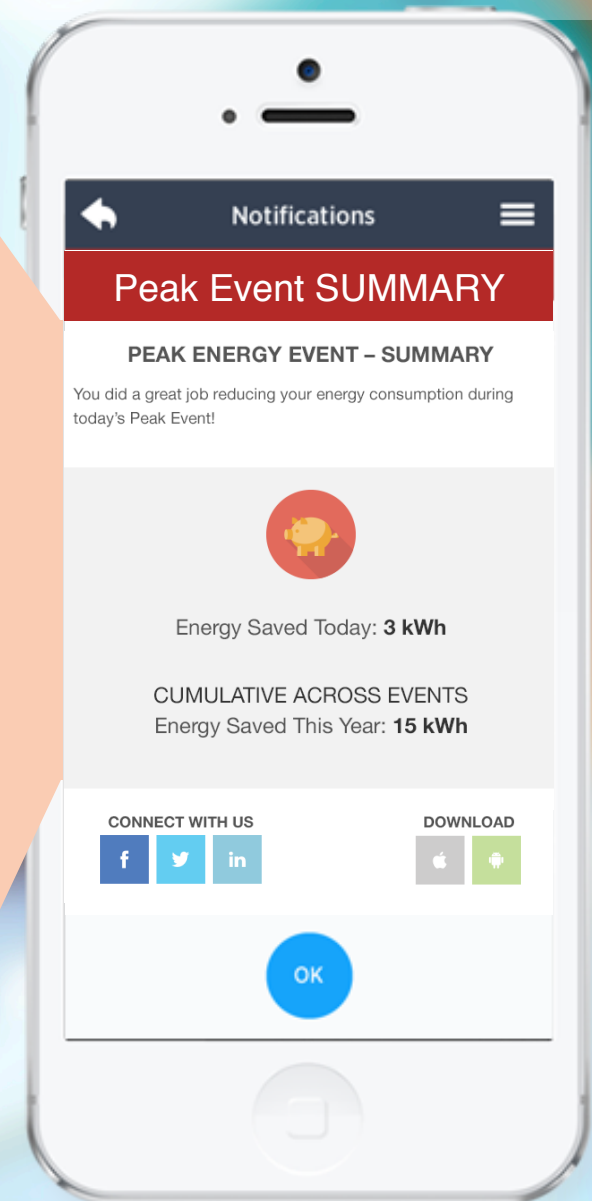 Notifications
Peak Event SUMMARY
PEAK ENERGY EVENT – SUMMARY
You did a great job reducing your energy consumption during
today's Peak Event!
Energy Saved Today: 3 kWh
CUMULATIVE ACROSS EVENTS
Energy Saved This Year: 15 kWh
CONNECT WITH US DOWNLOAD
f in
OK